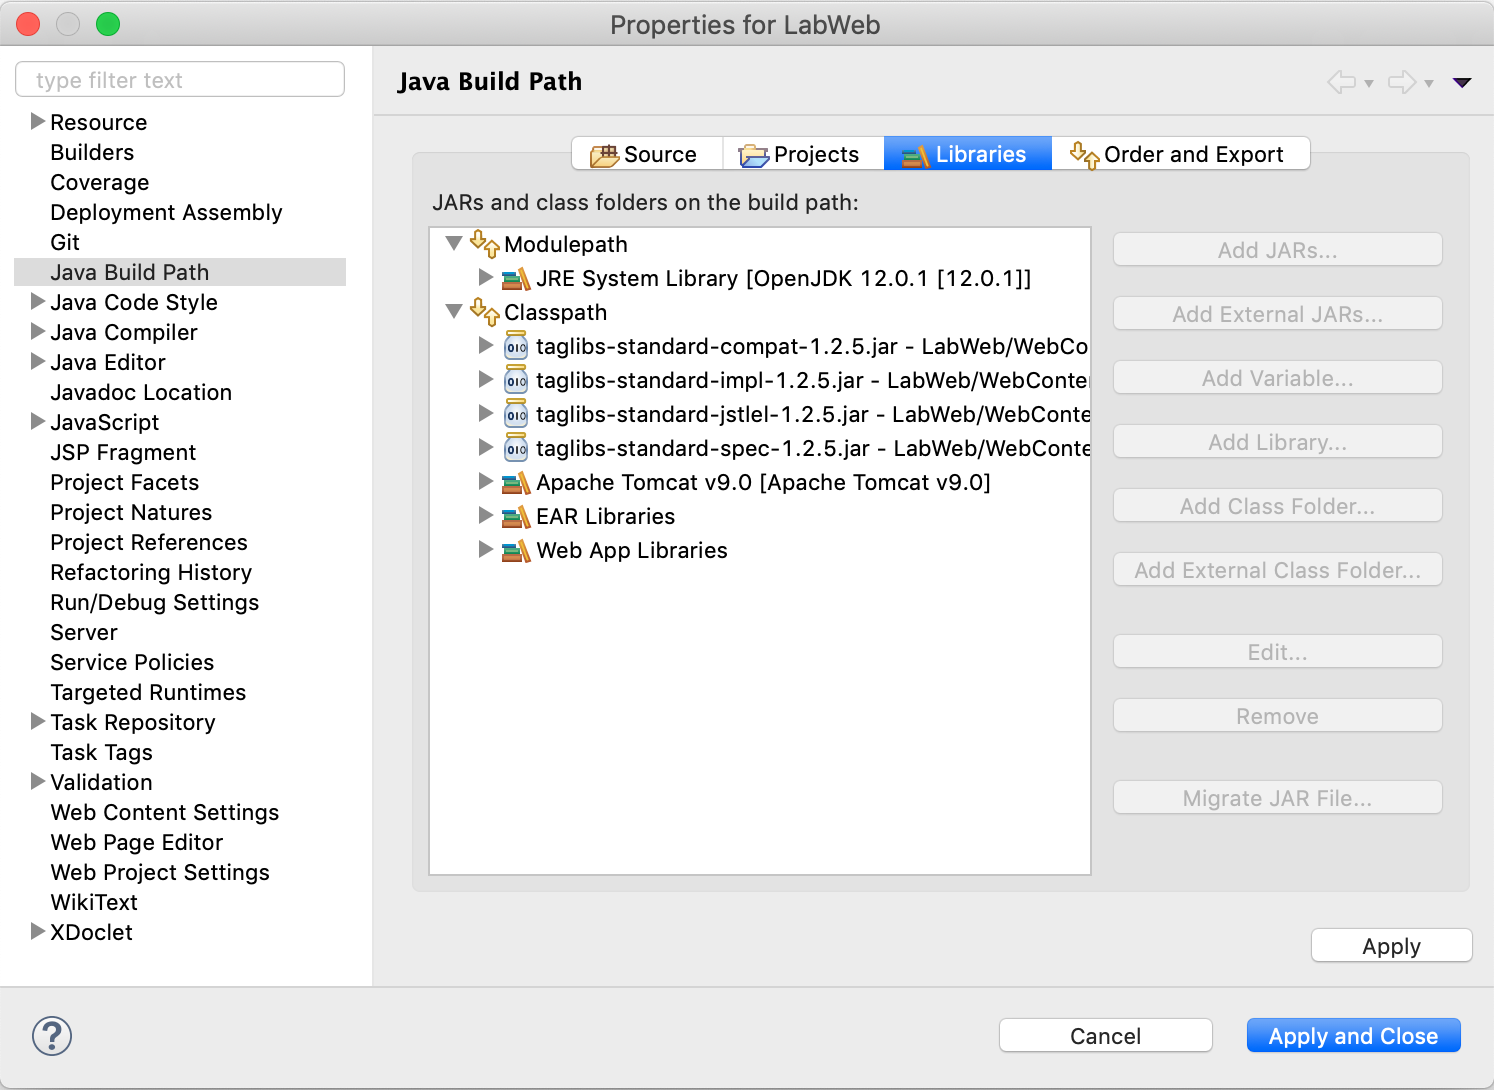 Properties for LabWeb
type filter text
Resource
Builders
Coverage
Deployment Assembly
Git
Java Build Path
Java Code Style
Java Compiler
Java Editor
Javadoc Location
JavaScript
JSP Fragment
Project Facets
Project Natures
Project References
Refactoring History
Run/Debug Settings
Server
Service Policies
Targeted Runtimes
Task Repository
Task Tags
Validation
Web Content Settings
Web Page Editor
Web Project Settings
WikiText
XDoclet
Java Build Path
Source Projects Libraries Order and Export
JARs and class folders on the build path:
Modulepath
JRE System Library [OpenJDK 12.0.1 [12.0.1]]
Classpath
taglibs-standard-compat-1.2.5.jar - LabWeb/WebCo
taglibs-standard-impl-1.2.5.jar - LabWeb/WebConte
taglibs-standard-jstlel-1.2.5.jar - LabWeb/WebConte
taglibs-standard-spec-1.2.5.jar - LabWeb/WebConte
Apache Tomcat v9.0 [Apache Tomcat v9.0]
EAR Libraries
Web App Libraries
Add JARs...
Add External JARs...
Add Variable...
Add Library...
Add Class Folder...
Add External Class Folder...
Edit...
Remove
Migrate JAR File...
Apply
?
Cancel
Apply and Close